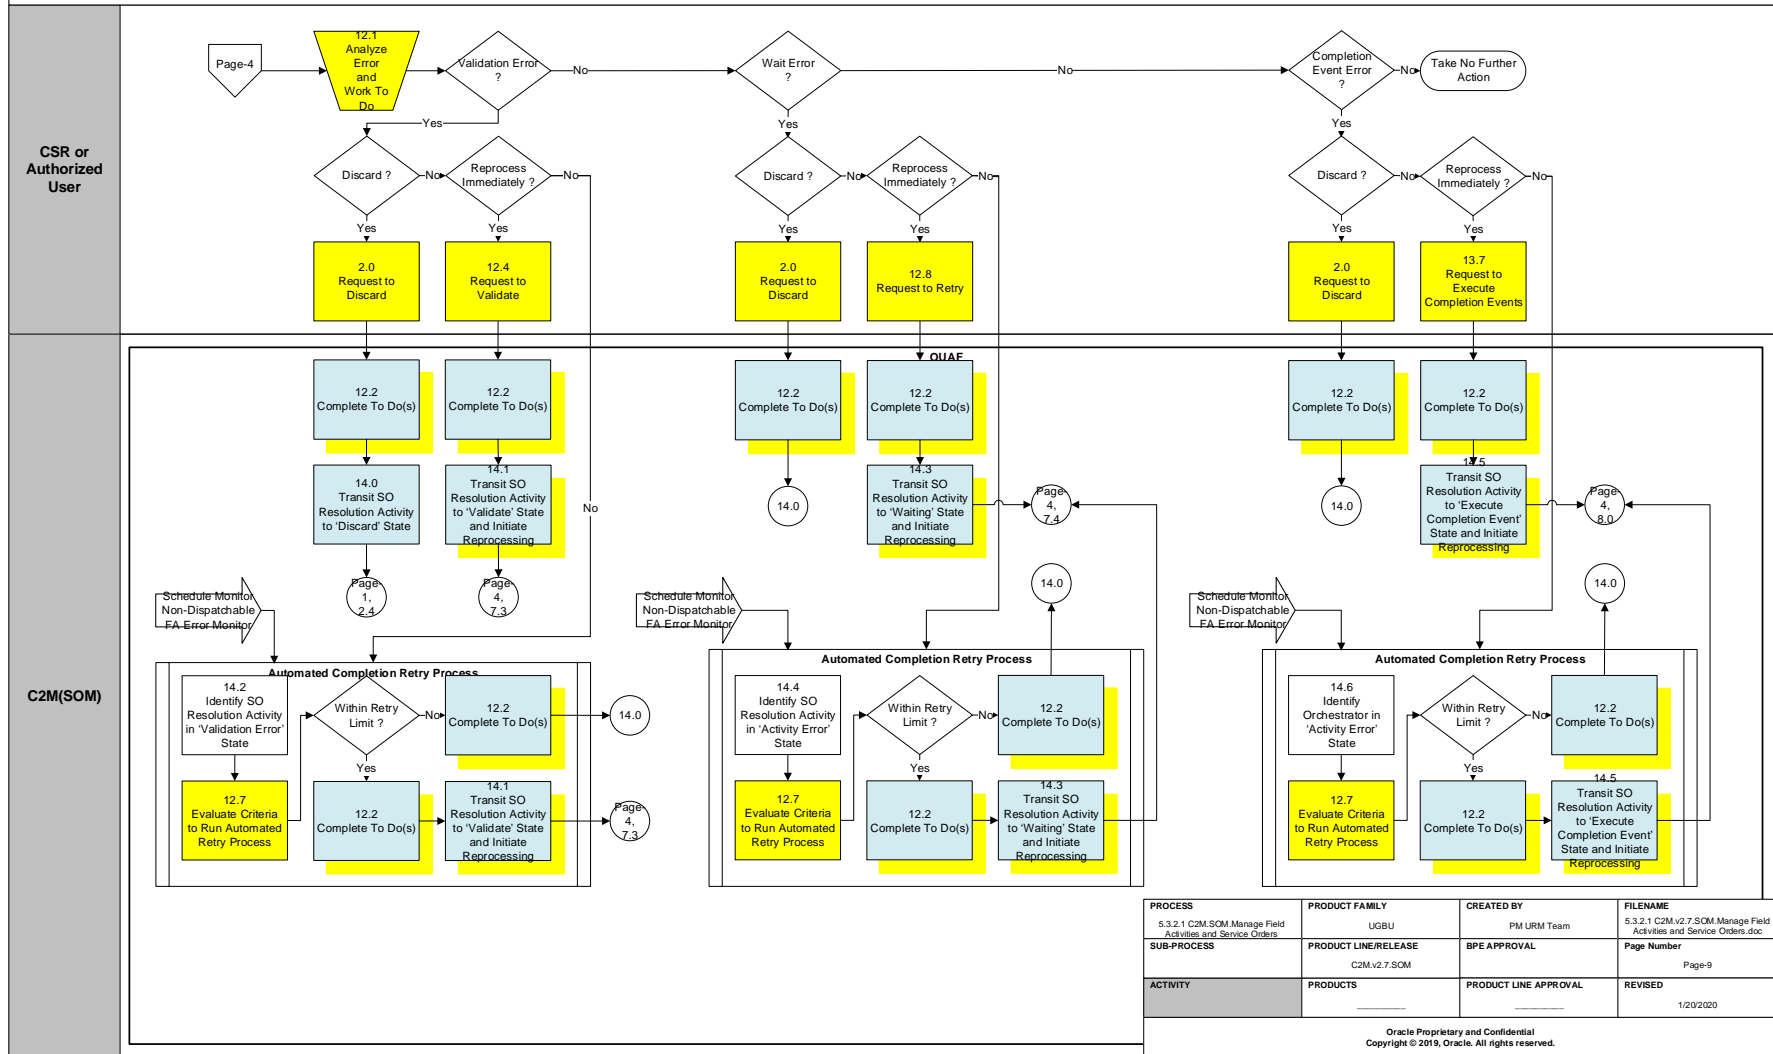 CSR or
Authorized
User
Page-4
12.1
Analyze
Error
and
Work To
Do
Validation Error
?
No
Wait Error
?
No
Completion
Event Error
?
No
Take No Further
Action
Yes
Yes
Yes
Discard ?
No
Reprocess
Immediately ?
No
Discard ?
No
Reprocess
Immediately ?
No
Discard ?
No
Reprocess
Immediately ?
No
Yes
Yes
Yes
Yes
Yes
Yes
2.0
Request to
Discard
12.4
Request to
Validate
2.0
Request to
Discard
12.8
Request to Retry
2.0
Request to
Discard
13.7
Request to
Execute
Completion Events
C2M(SOM)
OUAF
12.2
Complete To Do(s)
12.2
Complete To Do(s)
12.2
Complete To Do(s)
12.2
Complete To Do(s)
12.2
Complete To Do(s)
12.2
Complete To Do(s)
14.0
Transit SO
Resolution Activity
to ‘Discard’ State
14.1
Transit SO
Resolution Activity
to ‘Validate’ State
and Initiate
Reprocessing
No
14.0
14.3
Transit SO
Resolution Activity
to ‘Waiting’ State
and Initiate
Reprocessing
Page-
4,
7.4
14.0
14.5
Transit SO
Resolution Activity
to ‘Execute
Completion Event’
State and Initiate
Reprocessing
Page-
4,
8.0
Page-
1,
2.4
Page-
4,
7.3
14.0
14.0
Schedule Monitor
Non-Dispatchable
FA Error Monitor
Schedule Monitor
Non-Dispatchable
FA Error Monitor
Schedule Monitor
Non-Dispatchable
FA Error Monitor
Automated Completion Retry Process
14.2
Identify SO
Resolution Activity
in ‘Validation Error’
State
Within Retry
Limit ?
No
12.2
Complete To Do(s)
14.0
Yes
12.7
Evaluate Criteria
to Run Automated
Retry Process
12.2
Complete To Do(s)
14.1
Transit SO
Resolution Activity
to ‘Validate’ State
and Initiate
Reprocessing
Page-
4,
7.3
Automated Completion Retry Process
14.4
Identify SO
Resolution Activity
in ‘Activity Error’
State
Within Retry
Limit ?
No
12.2
Complete To Do(s)
Yes
12.7
Evaluate Criteria
to Run Automated
Retry Process
12.2
Complete To Do(s)
14.3
Transit SO
Resolution Activity
to ‘Waiting’ State
and Initiate
Reprocessing
Automated Completion Retry Process
14.6
Identify
Orchestrator in
‘Activity Error’
State
Within Retry
Limit ?
No
12.2
Complete To Do(s)
Yes
12.7
Evaluate Criteria
to Run Automated
Retry Process
12.2
Complete To Do(s)
14.5
Transit SO
Resolution Activity
to ‘Execute
Completion Event’
State and Initiate
Reprocessing
PROCESS
5.3.2.1 C2M.SOM.Manage Field
Activities and Service Orders
PRODUCT FAMILY
UGBU
CREATED BY
PM URM Team
FILENAME
5.3.2.1 C2M.v2.7.SOM.Manage Field
Activities and Service Orders.doc
SUB-PROCESS
PRODUCT LINE/RELEASE
C2M.v2.7.SOM
BPE APPROVAL
Page Number
Page-9
ACTIVITY
PRODUCTS
PRODUCT LINE APPROVAL
REVISED
1/20/2020
Oracle Proprietary and Confidential
Copyright © 2019, Oracle. All rights reserved.